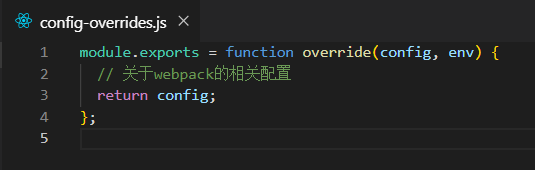 config-overrides.js
1 module.exports = function override(config, env) {
2 // 关于webpack的相关配置
3 return config;
4 };
5